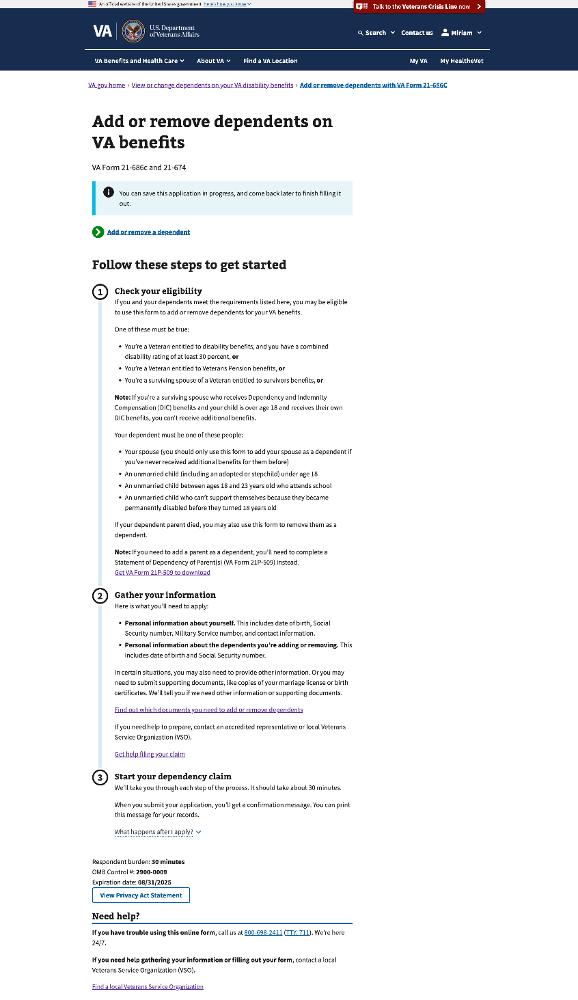 An official website of the United States government Here's how you know
Talk to the Veterans Crisis Line now
VA
U.S. Department
of Veterans Affairs
Search
Contact us
Miriam
VA Benefits and Health Care
About VA
Find a VA Location
My VA
My HealtheVet
VA.gov home › View or change dependents on your VA disability benefits › Add or remove dependents with VA Form 21-686C
Add or remove dependents on
VA benefits
VA Form 21-686c and 21-674
You can save this application in progress, and come back later to finish filling it
out.
Add or remove a dependent
Follow these steps to get started
1
Check your eligibility
If you and your dependents meet the requirements listed here, you may be eligible
to use this form to add or remove dependents for your VA benefits.
One of these must be true:
• You're a Veteran entitled to disability benefits, and you have a combined
disability rating of at least 30 percent, or
• You're a Veteran entitled to Veterans Pension benefits, or
• You're a surviving spouse of a Veteran entitled to survivors benefits, or
Note: If you're a surviving spouse who receives Dependency and Indemnity
Compensation (DIC) benefits and your child is over age 18 and receives their own
DIC benefits, you can't receive additional benefits.
Your dependent must be one of these people:
• Your spouse (you should only use this form to add your spouse as a dependent if
you've never received additional benefits for them before)
• An unmarried child (including an adopted or stepchild) under age 18
• An unmarried child between ages 18 and 23 years old who attends school
• An unmarried child who can't support themselves because they became
permanently disabled before they turned 18 years old
If your dependent parent died, you may also use this form to remove them as a
dependent.
Note: If you need to add a parent as a dependent, you'll need to complete a
Statement of Dependency of Parent(s) (VA Form 21P-509) instead.
Get VA Form 21P-509 to download
2
Gather your information
Here is what you'll need to apply:
• Personal information about yourself. This includes date of birth, Social
Security number, Military Service number, and contact information.
• Personal information about the dependents you're adding or removing. This
includes date of birth and Social Security number.
In certain situations, you may also need to provide other information. Or you may
need to submit supporting documents, like copies of your marriage license or birth
certificates. We'll tell you if we need other information or supporting documents.
Find out which documents you need to add or remove dependents
If you need help to prepare, contact an accredited representative or local Veterans
Service Organization (VSO).
Get help filing your claim
3
Start your dependency claim
We'll take you through each step of the process. It should take about 30 minutes.
When you submit your application, you'll get a confirmation message. You can print
this message for your records.
What happens after I apply?
Respondent burden: 30 minutes
OMB Control #: 2900-0009
Expiration date: 08/31/2025
View Privacy Act Statement
Need help?
If you have trouble using this online form, call us at 800-698-2411 (TTY: 711). We're here
24/7.
If you need help gathering your information or filling out your form, contact a local
Veterans Service Organization (VSO).
Find a local Veterans Service Organization